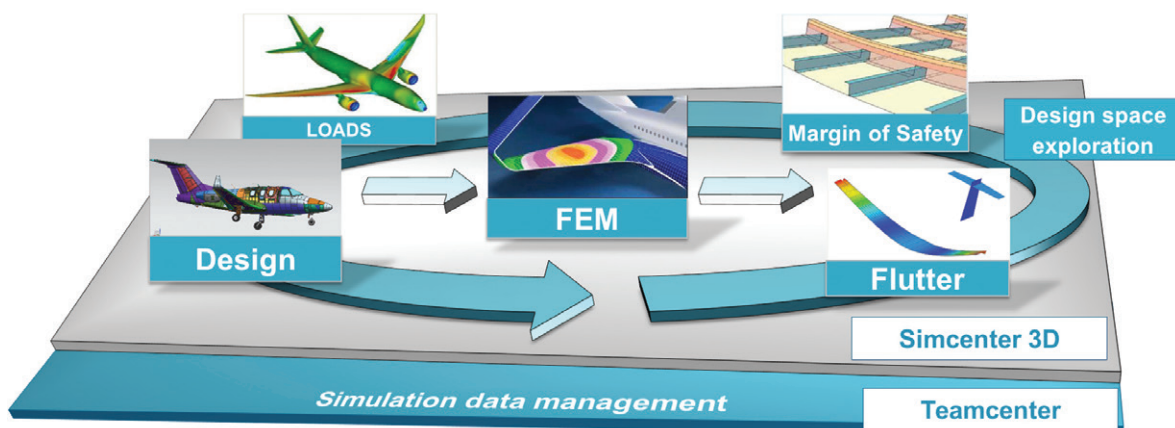 LOADS
Margin of Safety
Design space
exploration
Design
FEM
Flutter
Simcenter 3D
Simulation data management
Teamcenter